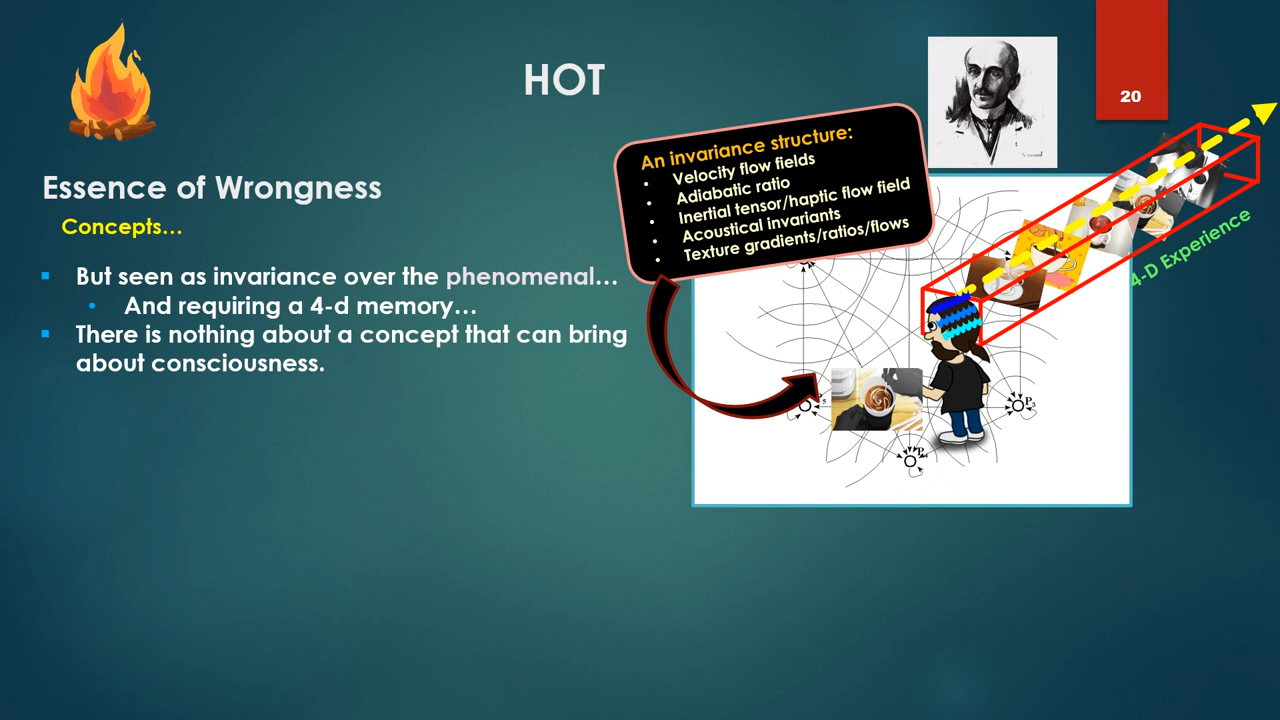 HOT
20
Essence of Wrongness
Concepts...
But seen as invariance over the phenomenal...
And requiring a 4-d memory...
There is nothing about a concept that can bring
about consciousness.
An invariance structure:
Velocity flow fields
Adiabatic ratio
Inertial tensor/haptic flow field
Acoustical invariants
Texture gradients/ratios/flows
4-D Experience
P3